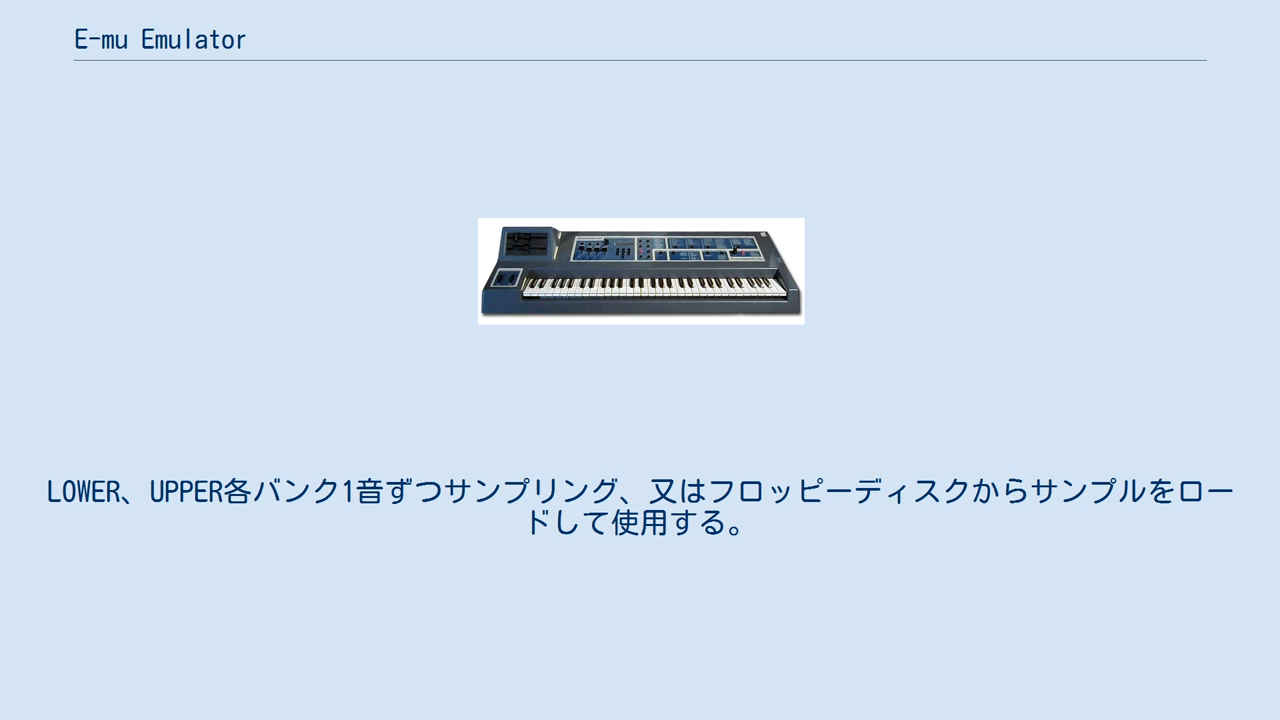 E-mu Emulator
LOWER、UPPER各バンク1音ずつサンプリング、又はフロッピーディスクからサンプルをロー
ドして使用する。